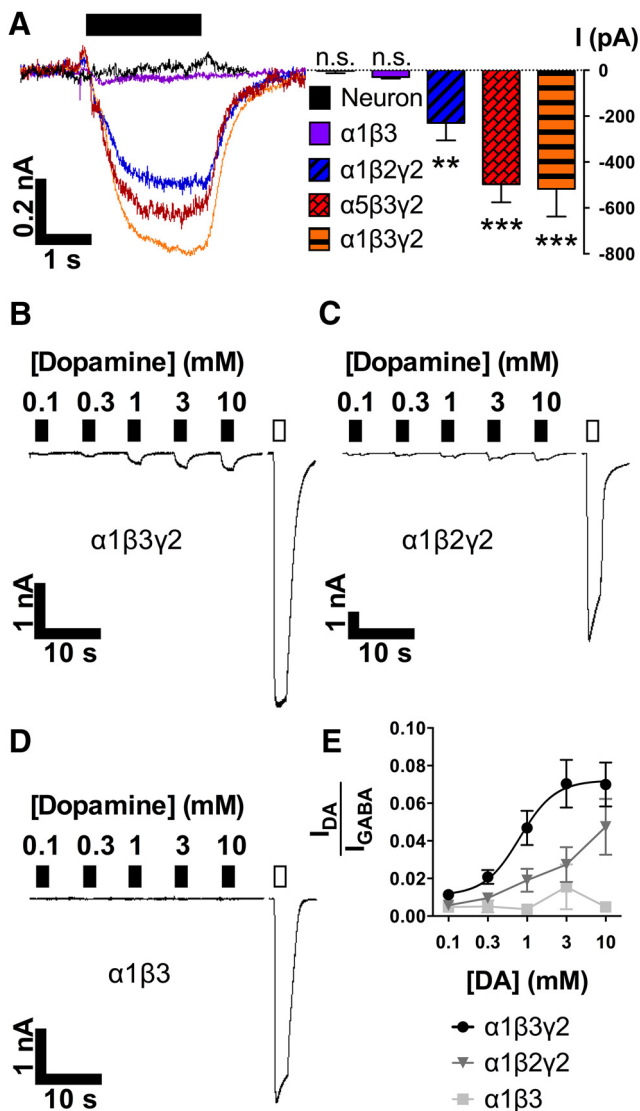 A
I (pA)
n.s.
n.s.
0
Neuron
α1β3
-200
α1β2γ2
**
-400
α5β3γ2
***
-600
α1β3γ2
***
-800
0.2 nA
1 s
B
[Dopamine] (mM)
0.1 0.3 1 3 10
α1β3γ2
1 nA
10 s
C
[Dopamine] (mM)
0.1 0.3 1 3 10
α1β2γ2
1 nA
10 s
D
[Dopamine] (mM)
0.1 0.3 1 3 10
α1β3
1 nA
10 s
E
I_DA
I_GABA
0.10
0.08
0.06
0.04
0.02
0.00
0.1 0.3 1 3 10
[DA] (mM)
α1β3γ2
α1β2γ2
α1β3